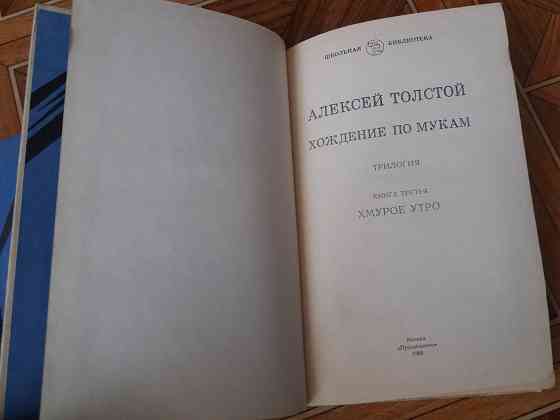 ШКОЛЬНАЯ БИБЛИОТЕКА
АЛЕКСЕЙ ТОЛСТОЙ
ХОЖДЕНИЕ ПО МУКАМ
ТРИЛОГИЯ
КНИГА ТРЕТЬЯ
ХМУРОЕ УТРО
Москва
«Просвещение»